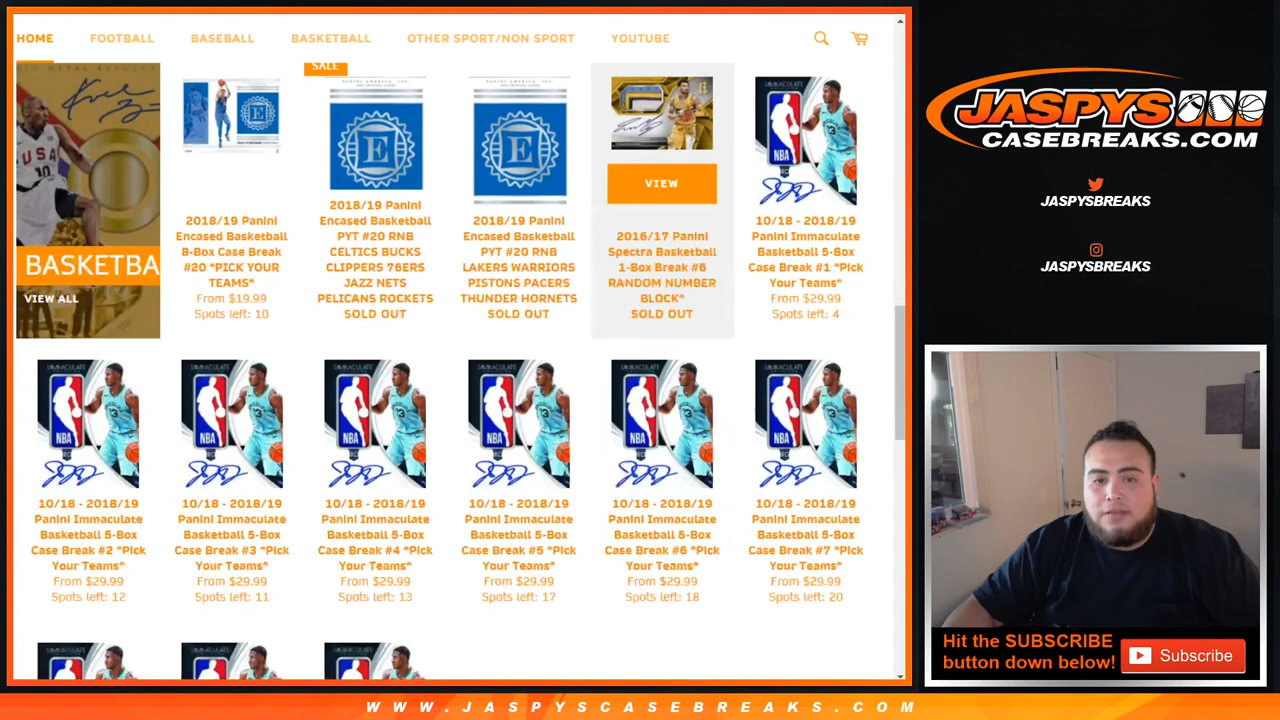 HOME FOOTBALL BASEBALL BASKETBALL OTHER SPORT/NON SPORT YOUTUBE
SALE
USA
10
BASKETBA
VIEW ALL
2018/19 Panini
Encased Basketball
8-Box Case Break
#20 *PICK YOUR
TEAMS*
From $19.99
Spots left: 10
E
2018/19 Panini
Encased Basketball
PYT #20 RNB
CELTICS BUCKS
CLIPPERS 76ERS
JAZZ NETS
PELICANS ROCKETS
SOLD OUT
E
2018/19 Panini
Encased Basketball
PYT #20 RNB
LAKERS WARRIORS
PISTONS PACERS
THUNDER HORNETS
SOLD OUT
VIEW
2016/17 Panini
Spectra Basketball
1-Box Break #6
RANDOM NUMBER
BLOCK*
SOLD OUT
NBA
10/18 - 2018/19
Panini Immaculate
Basketball 5-Box
Case Break #1 *Pick
Your Teams*
From $29.99
Spots left: 4
NBA
10/18 - 2018/19
Panini Immaculate
Basketball 5-Box
Case Break #2 *Pick
Your Teams*
From $29.99
Spots left: 12
NBA
10/18 - 2018/19
Panini Immaculate
Basketball 5-Box
Case Break #3 *Pick
Your Teams*
From $29.99
Spots left: 11
NBA
10/18 - 2018/19
Panini Immaculate
Basketball 5-Box
Case Break #4 *Pick
Your Teams*
From $29.99
Spots left: 13
NBA
10/18 - 2018/19
Panini Immaculate
Basketball 5-Box
Case Break #5 *Pick
Your Teams*
From $29.99
Spots left: 17
NBA
10/18 - 2018/19
Panini Immaculate
Basketball 5-Box
Case Break #6 *Pick
Your Teams*
From $29.99
Spots left: 18
NBA
10/18 - 2018/19
Panini Immaculate
Basketball 5-Box
Case Break #7 *Pick
Your Teams*
From $29.99
Spots left: 20
JASPYS
CASEBREAKS.COM
JASPYSBREAKS
JASPYSBREAKS
Hit the SUBSCRIBE
button down below!
Subscribe
WWW.JASPYSCASEBREAKS.COM